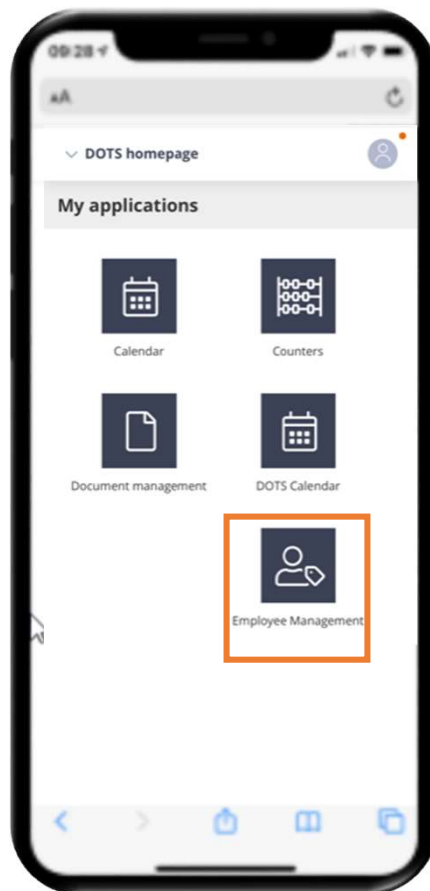 09:28
AA
DOTS homepage
My applications
Calendar
Counters
Document management
DOTS Calendar
Employee Management